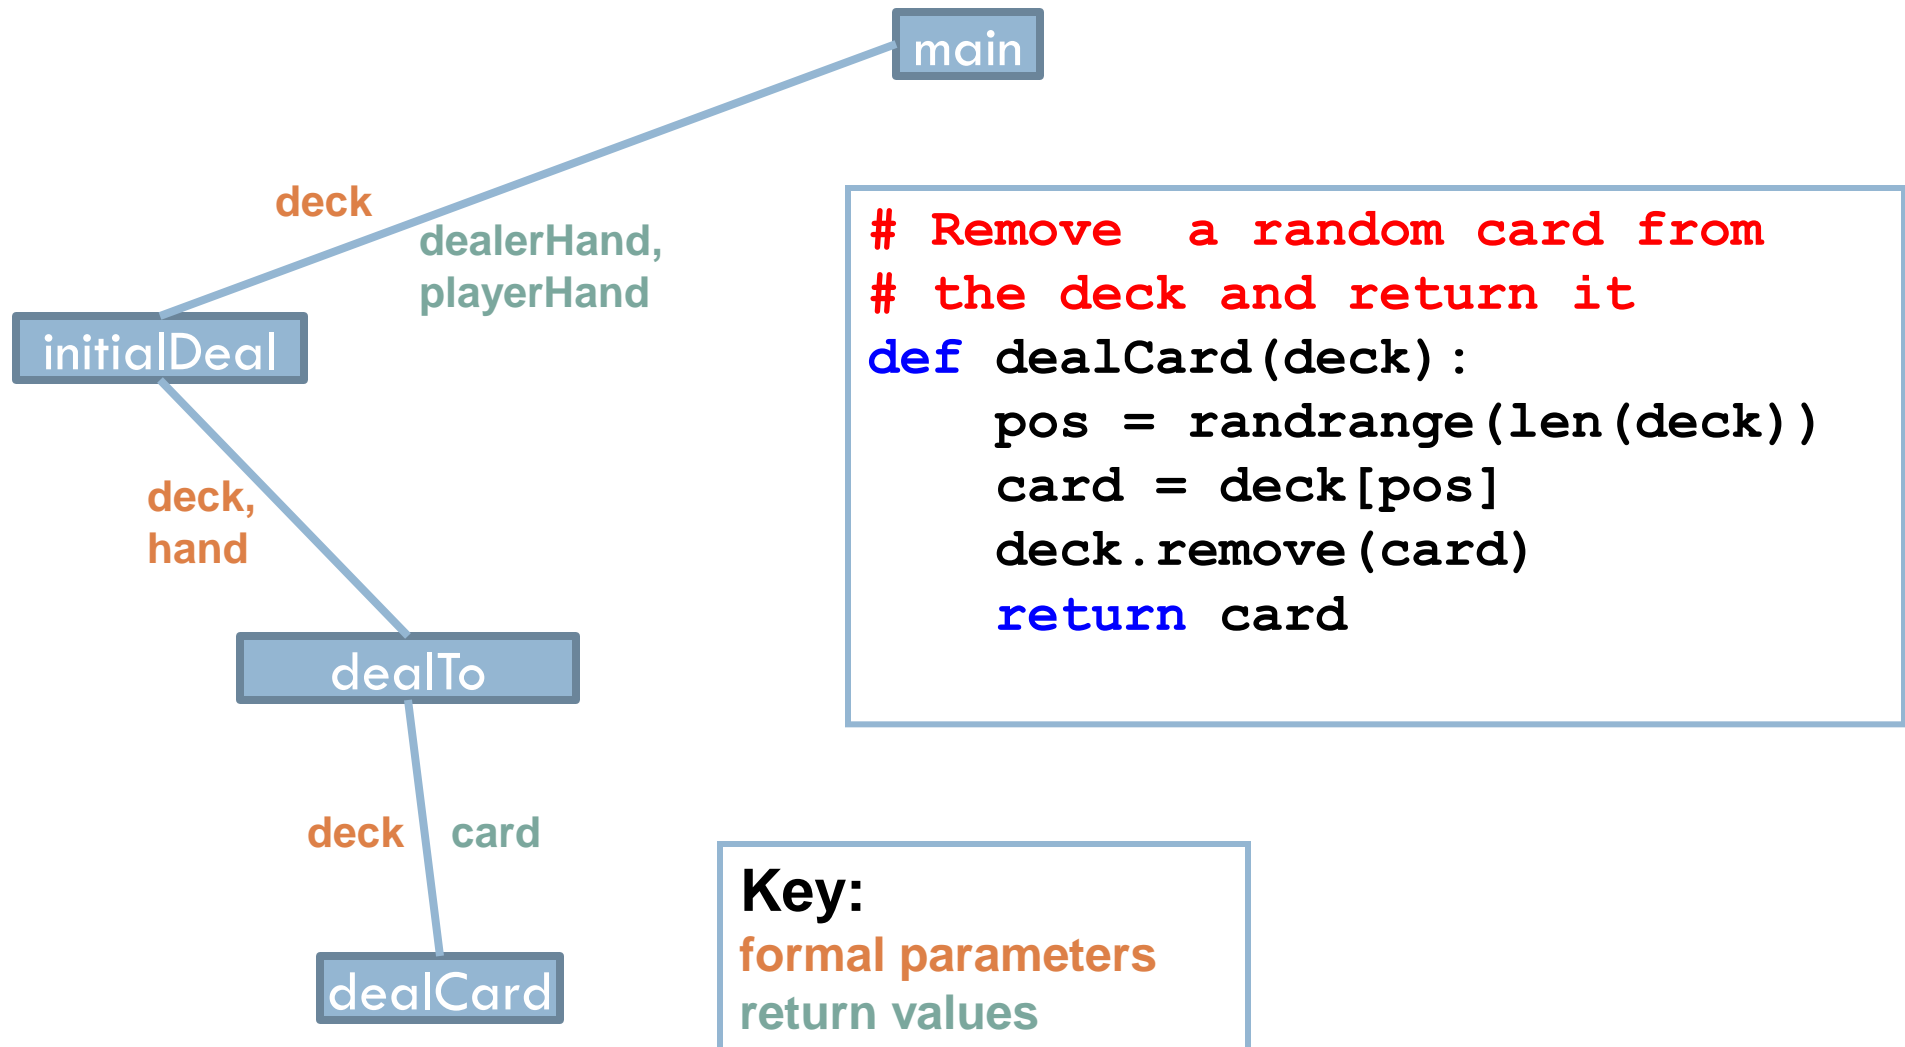 main
deck
dealerHand,
playerHand
initialDeal
deck,
hand
dealTo
deck card
dealCard
# Remove  a random card from
# the deck and return it
def dealCard(deck):
    pos = randrange(len(deck))
    card = deck[pos]
    deck.remove(card)
    return card
Key:
formal parameters
return values